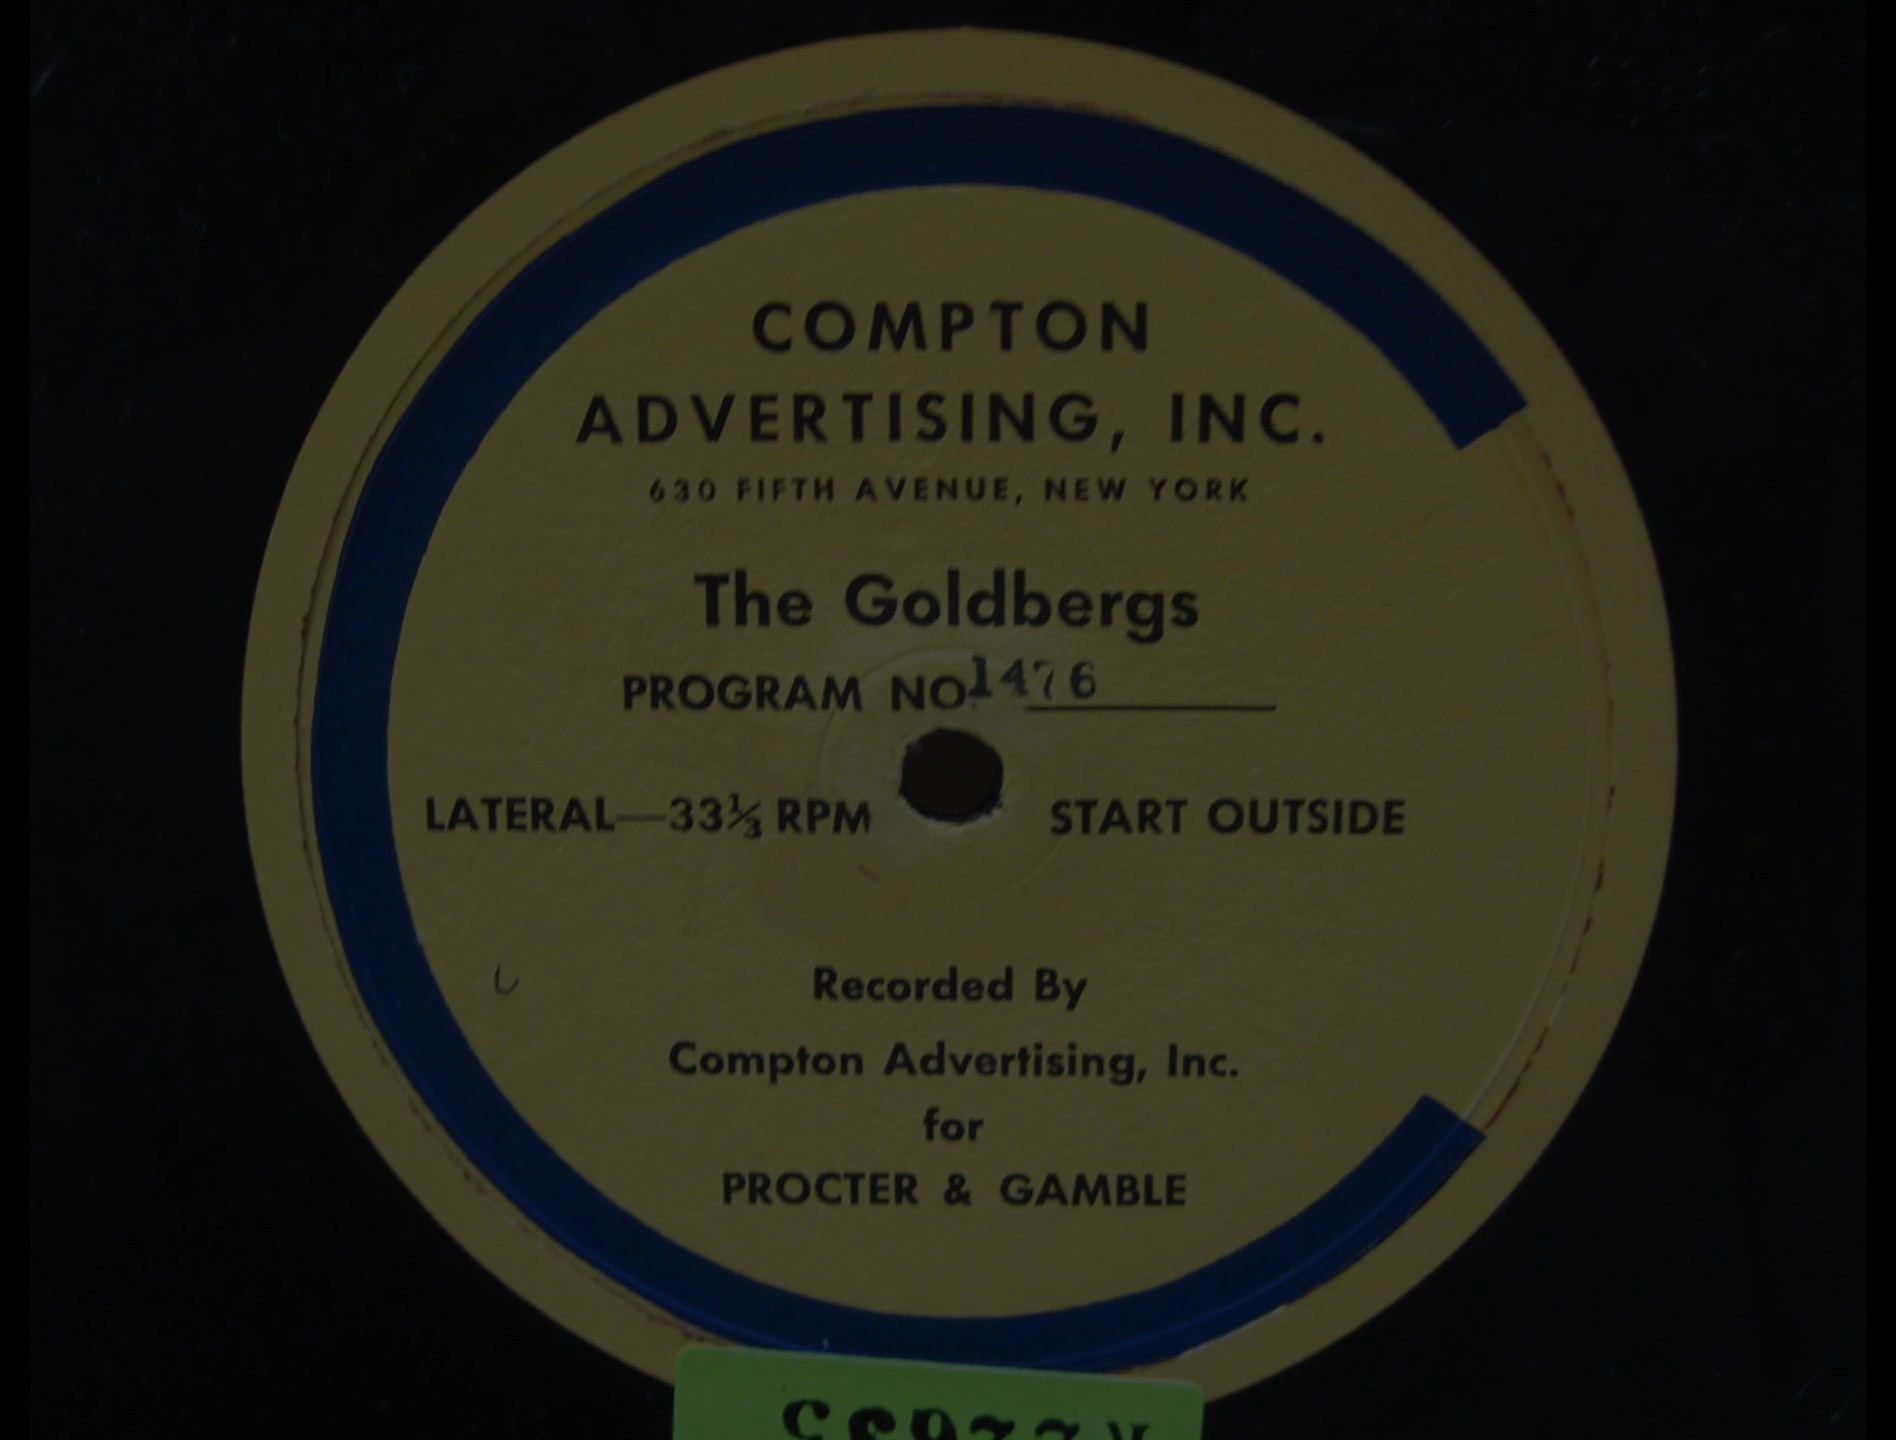 COMPTON
ADVERTISING, INC.
630 FIFTH AVENUE, NEW YORK
The Goldbergs
PROGRAM NO. 1476
LATERAL—33⅓ RPM START OUTSIDE
Recorded By
Compton Advertising, Inc.
for
PROCTER & GAMBLE